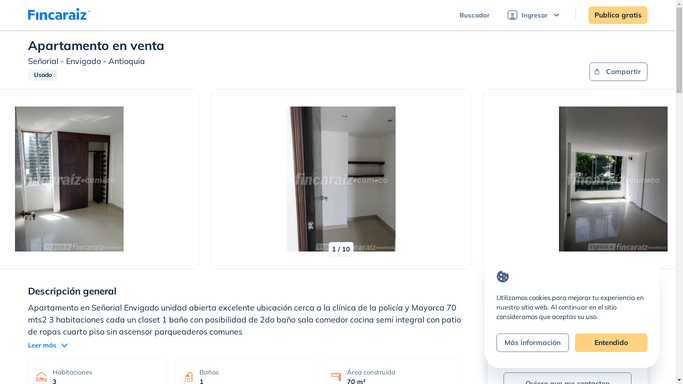 Fincaraiz
Buscador
Ingresar
Publica gratis
Apartamento en venta
Señorial - Envigado - Antioquia
Usado
Compartir
1 / 10
Descripción general
Apartamento en Señorial Envigado unidad abierta excelente ubicación cerca a la clínica de la policía y Mayorca 70
mts2 3 habitaciones cada un closet 1 baño con posibilidad de 2do baño sala comedor cocina semi integral con patio
de ropas cuarto piso sin ascensor parqueaderos comunes
Leer más
Habitaciones
3
Baños
1
Área construida
70 m²
Utilizamos cookies para mejorar tu experiencia en
nuestro sitio web. Al continuar en el sitio
consideramos que aceptas su uso.
Más información
Entendido
Quiero que me contacten